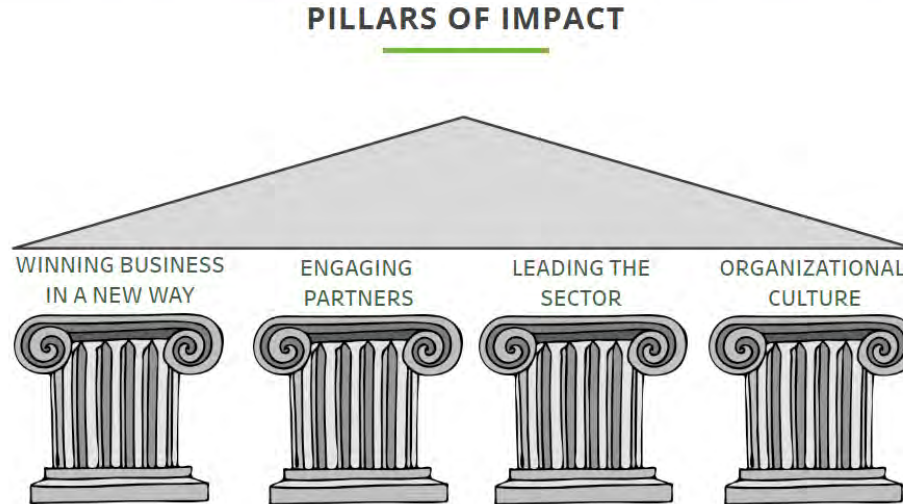 PILLARS OF IMPACT
WINNING BUSINESS
IN A NEW WAY
ENGAGING
PARTNERS
LEADING THE
SECTOR
ORGANIZATIONAL
CULTURE